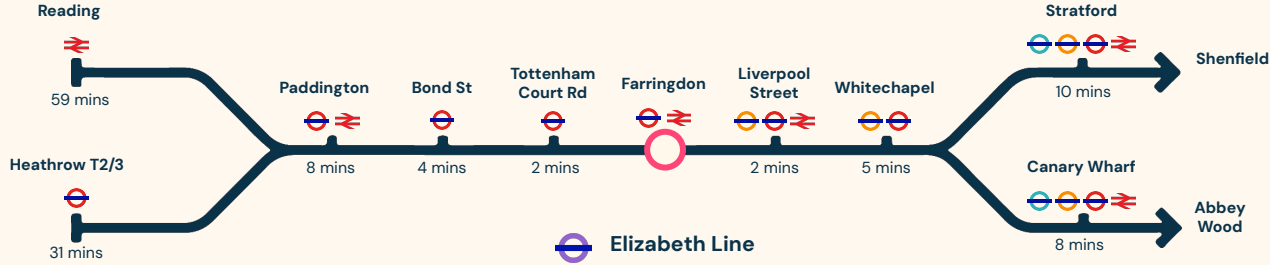 Reading
59 mins
Heathrow T2/3
31 mins
Paddington
8 mins
Bond St
4 mins
Tottenham
Court Rd
2 mins
Farringdon
Liverpool
Street
2 mins
Whitechapel
5 mins
Stratford
10 mins
Shenfield
Canary Wharf
8 mins
Abbey
Wood
Elizabeth Line